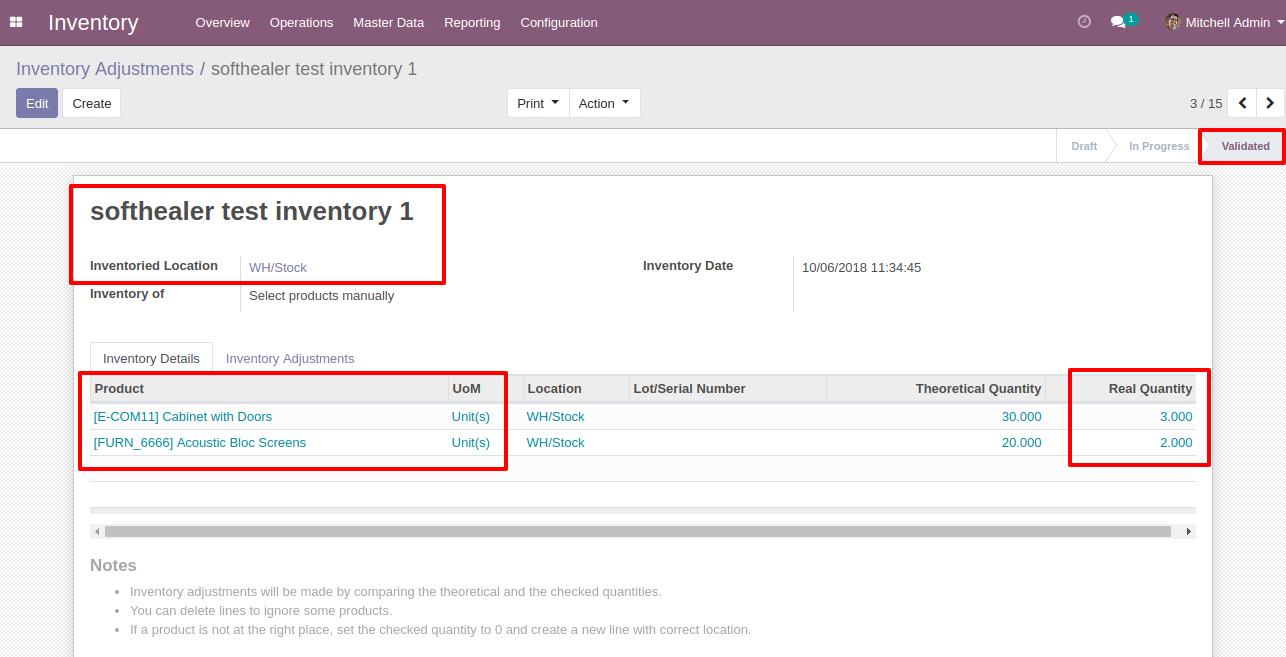 Inventory Overview Operations Master Data Reporting Configuration 1 Mitchell Admin
Inventory Adjustments / softhealer test inventory 1
Edit Create Print Action 3 / 15
Draft In Progress Validated
softhealer test inventory 1
Inventoried Location WH/Stock Inventory Date 10/06/2018 11:34:45
Inventory of Select products manually
Inventory Details Inventory Adjustments
Product UoM Location Lot/Serial Number Theoretical Quantity Real Quantity
[E-COM11] Cabinet with Doors Unit(s) WH/Stock 30.000 3.000
[FURN_6666] Acoustic Bloc Screens Unit(s) WH/Stock 20.000 2.000
Notes
Inventory adjustments will be made by comparing the theoretical and the checked quantities.
You can delete lines to ignore some products.
If a product is not at the right place, set the checked quantity to 0 and create a new line with correct location.